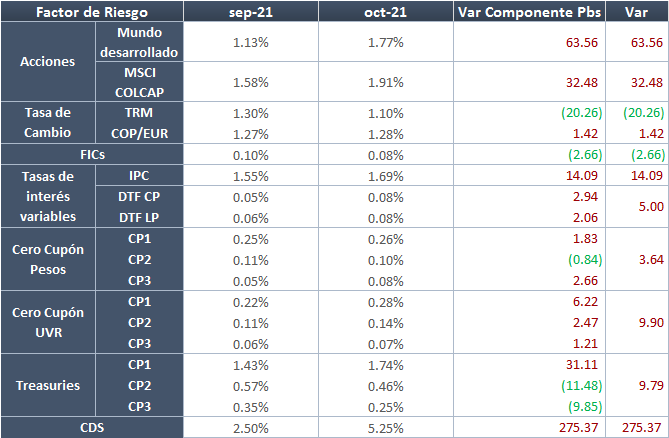 Factor de Riesgo sep-21 oct-21 Var Componente Pbs Var
Acciones Mundo desarrollado 1.13% 1.77% 63.56 63.56
MSCI COLCAP 1.58% 1.91% 32.48 32.48
Tasa de Cambio TRM 1.30% 1.10% (20.26) (20.26)
COP/EUR 1.27% 1.28% 1.42 1.42
FICs 0.10% 0.08% (2.66) (2.66)
Tasas de interés variables IPC 1.55% 1.69% 14.09 14.09
DTF CP 0.05% 0.08% 2.94 5.00
DTF LP 0.06% 0.08% 2.06
Cero Cupón Pesos CP1 0.25% 0.26% 1.83 3.64
CP2 0.11% 0.10% (0.84)
CP3 0.05% 0.08% 2.66
Cero Cupón UVR CP1 0.22% 0.28% 6.22 9.90
CP2 0.11% 0.14% 2.47
CP3 0.06% 0.07% 1.21
Treasuries CP1 1.43% 1.74% 31.11 9.79
CP2 0.57% 0.46% (11.48)
CP3 0.35% 0.25% (9.85)
CDS 2.50% 5.25% 275.37 275.37